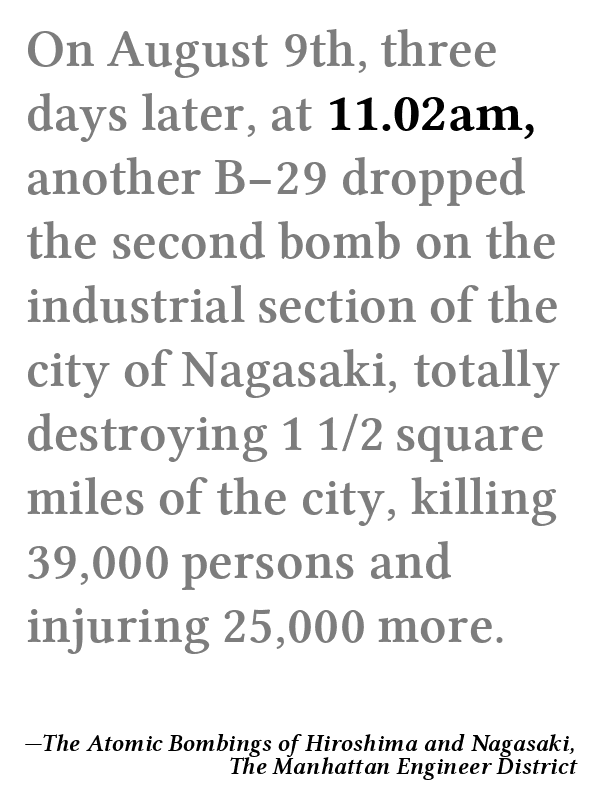 On August 9th, three
days later, at 11.02am,
another B–29 dropped
the second bomb on the
industrial section of the
city of Nagasaki, totally
destroying 1 1/2 square
miles of the city, killing
39,000 persons and
injuring 25,000 more.
—The Atomic Bombings of Hiroshima and Nagasaki,
The Manhattan Engineer District